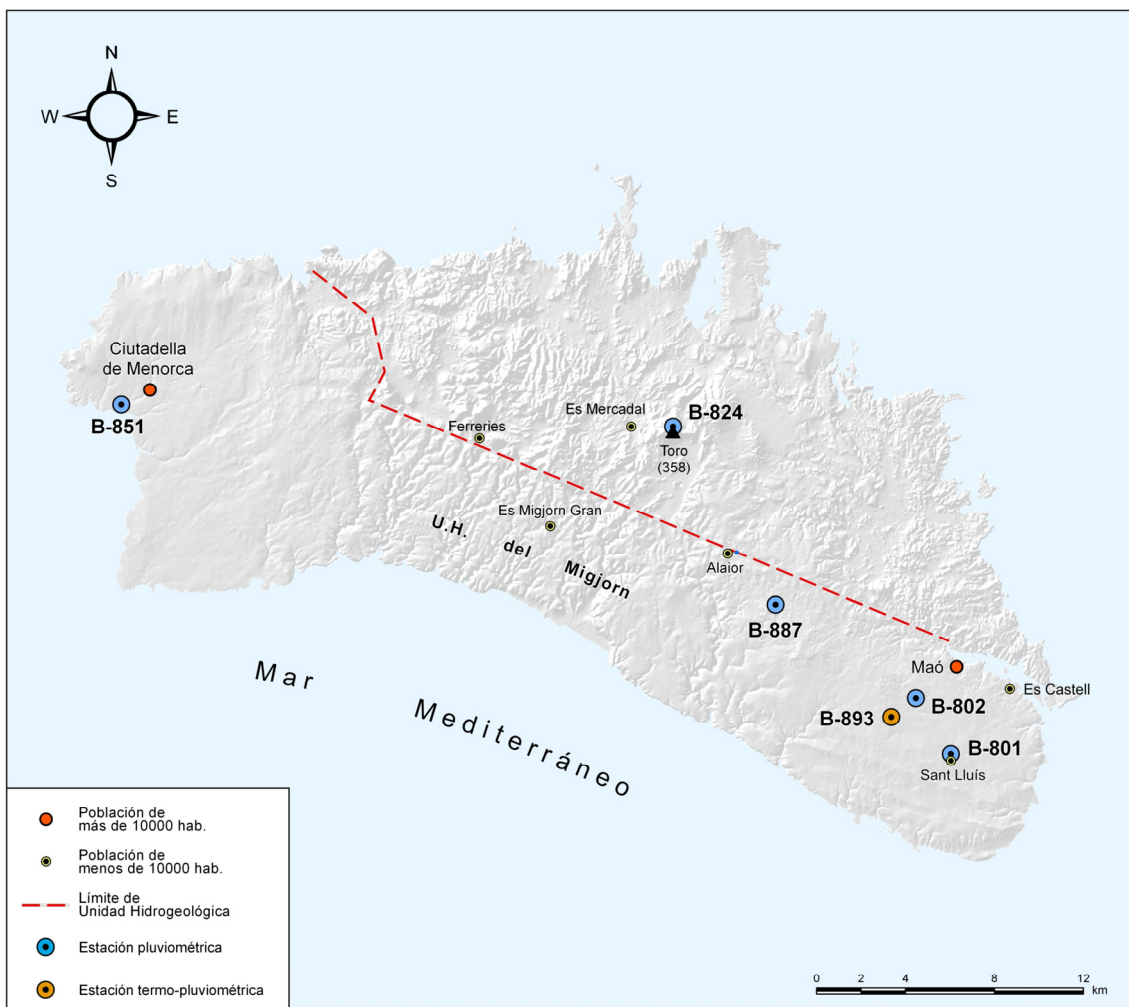 N
W
E
S
Ciutadella
de Menorca
B-851
Ferreries
Es Mercadal
B-824
Toro
(358)
Es Migjorn Gran
U.H. del Migjorn
Alaior
B-887
Maó
Es Castell
B-802
B-893
B-801
Sant Lluís
Mar
Mediterráneo
Población de
más de 10000 hab.
Población de
menos de 10000 hab.
Límite de
Unidad Hidrogeológica
Estación pluviométrica
Estación termo-pluviométrica
0 2 4 8 12
km